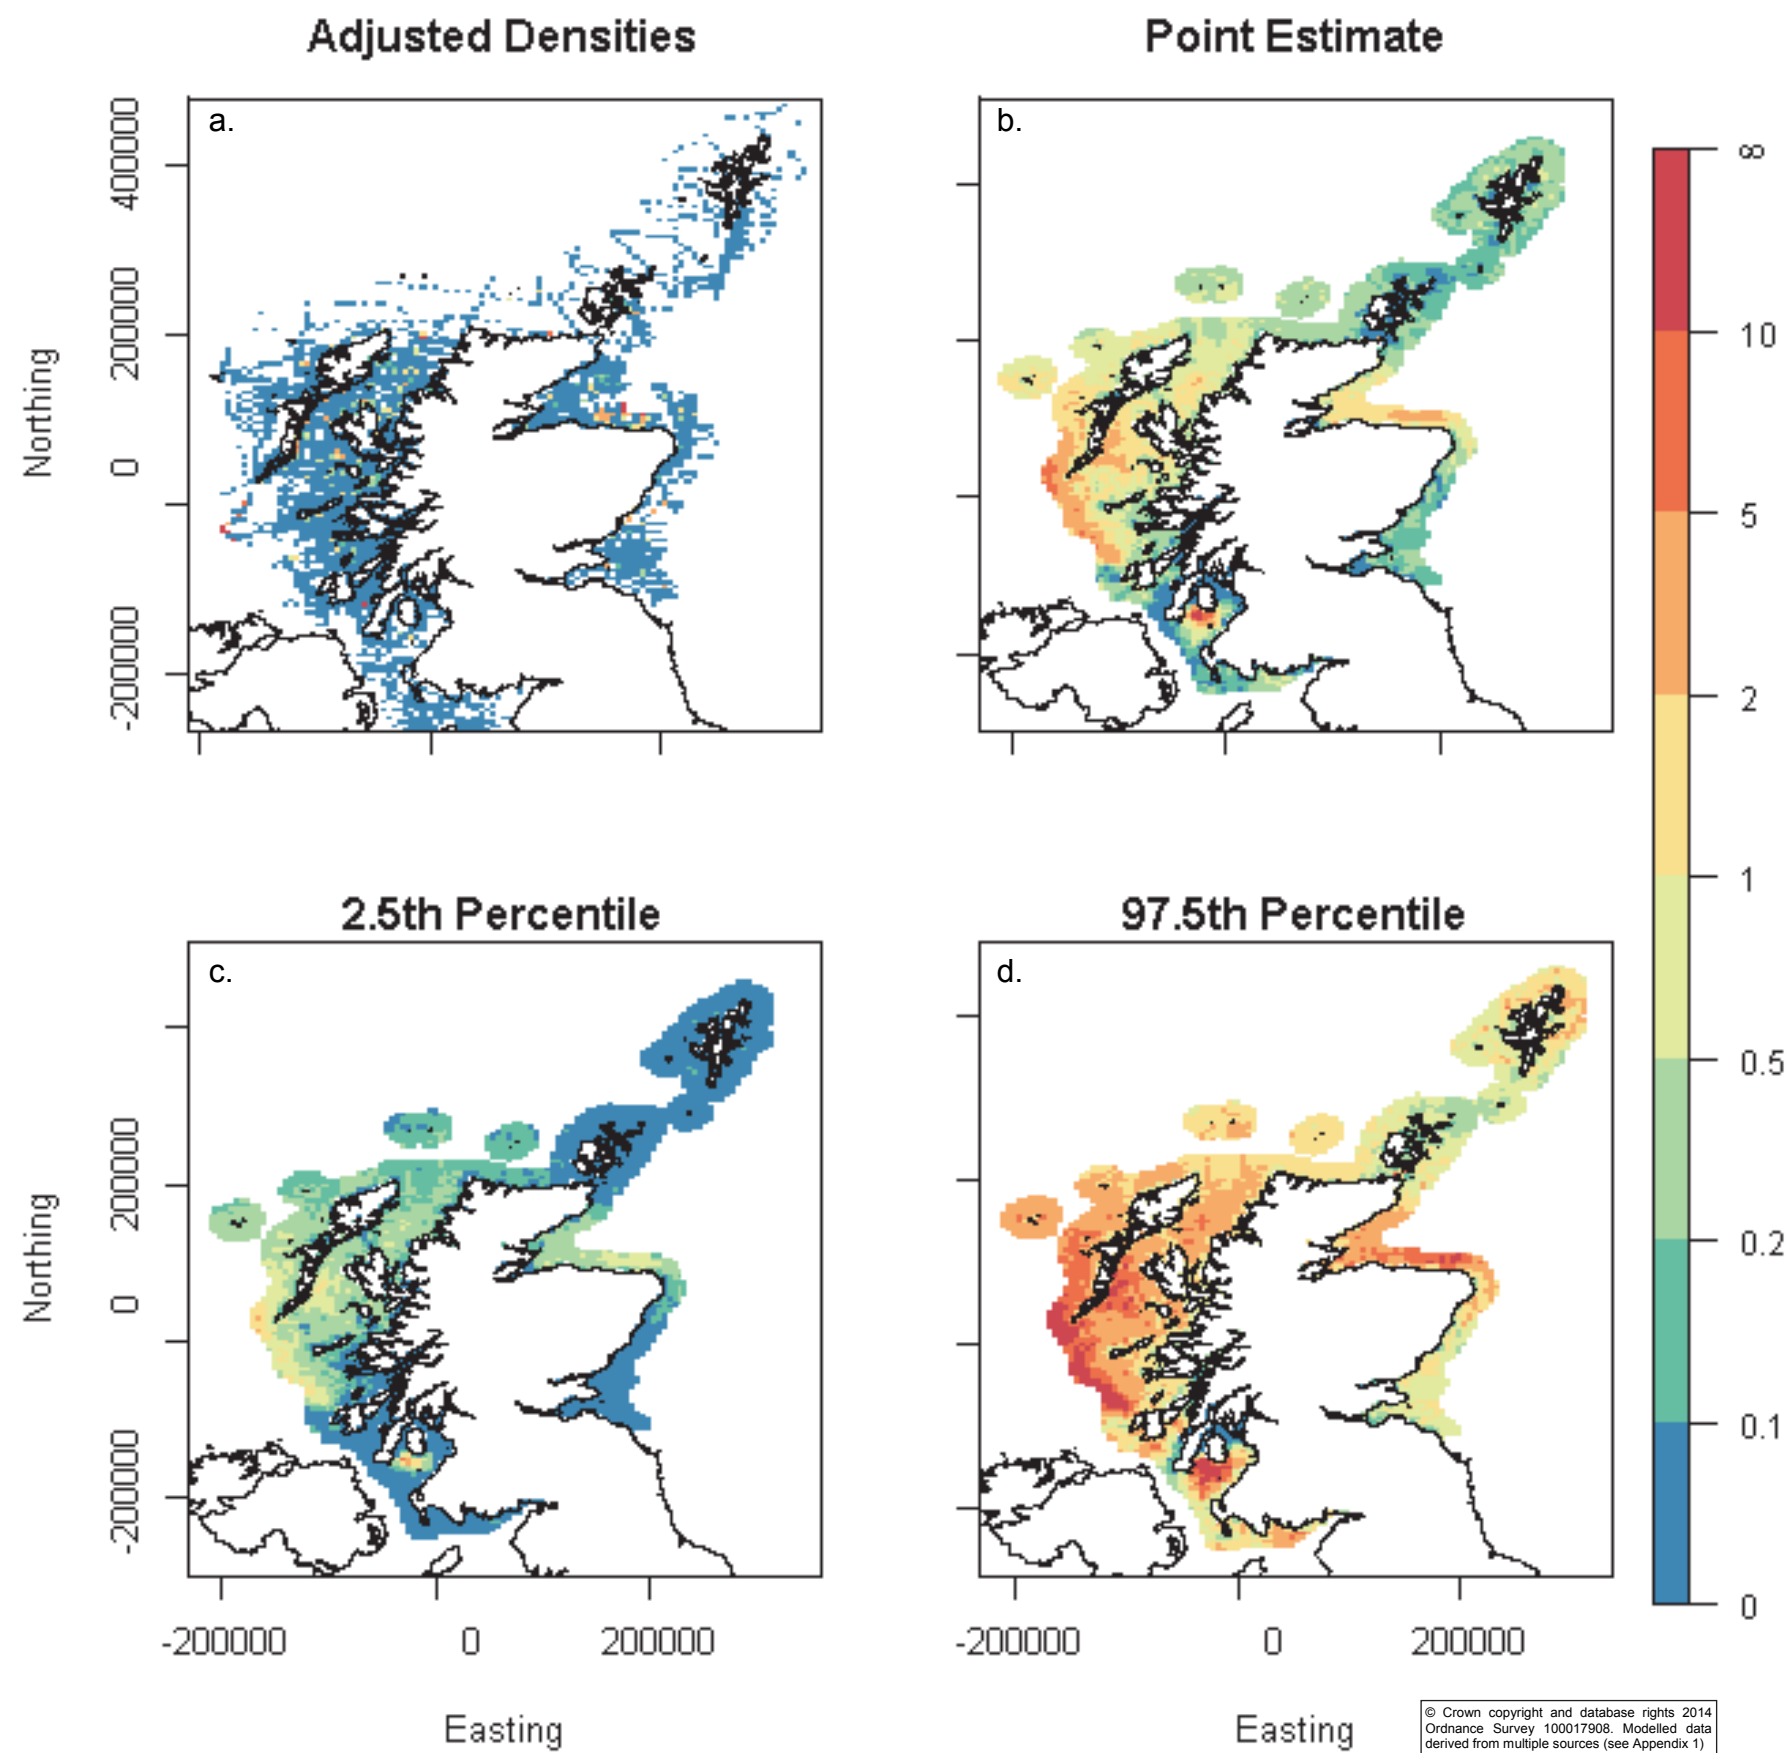 Adjusted Densities
Point Estimate
a.
b.
400000
200000
0
-200000
Northing
∞
10
5
2
1
0.5
0.2
0.1
0
2.5th Percentile
97.5th Percentile
c.
d.
200000
0
-200000
Northing
-200000 0 200000
-200000 0 200000
Easting
Easting
© Crown copyright and database rights 2014
Ordnance Survey 100017908. Modelled data
derived from multiple sources (see Appendix 1)